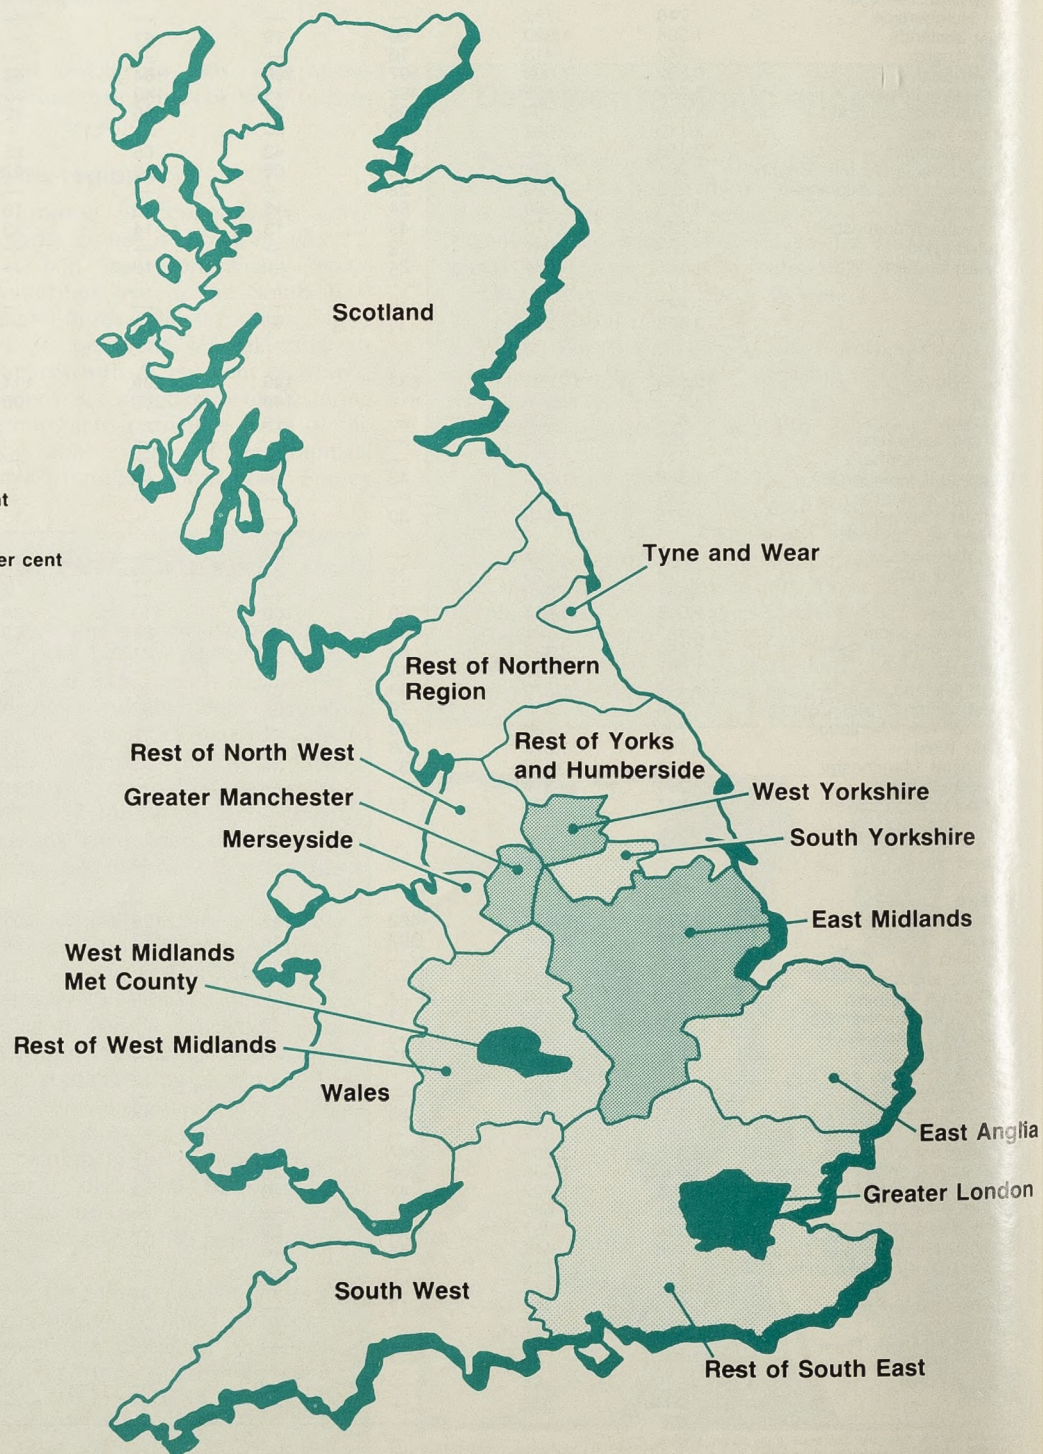 Scotland
er cent
Tyne and Wear
Rest of Northern
Region
Rest of North West
Rest of Yorks
and Humberside
Greater Manchester
West Yorkshire
Merseyside
South Yorkshire
East Midlands
West Midlands
Met County
Rest of West Midlands
Wales
East Anglia
Greater London
South West
Rest of South East